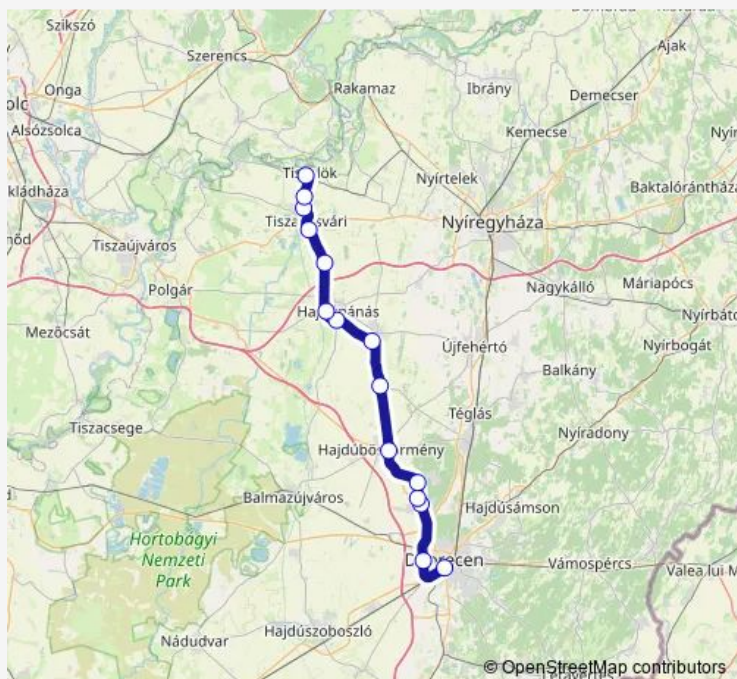 Szikszó
Szerencs
Ajak
Onga
Rakamaz
Ibrány
Demecser
Alsózsolca
Kemecse
Nyírtelek
Baktalórántháza
Nyíregyháza
Tiszaújváros
Polgár
Nagykálló
Máriapócs
Mezőcsát
Újfehértó
Nyírbogát
Balkány
Tiszacsege
Téglás
Nyíradony
Balmazújváros
Hajdúsámson
Hortobágyi
Nemzeti
Park
Vámospércs
Valea lui M
Nádudvar
Hajdúszoboszló
© OpenStreetMap contributors